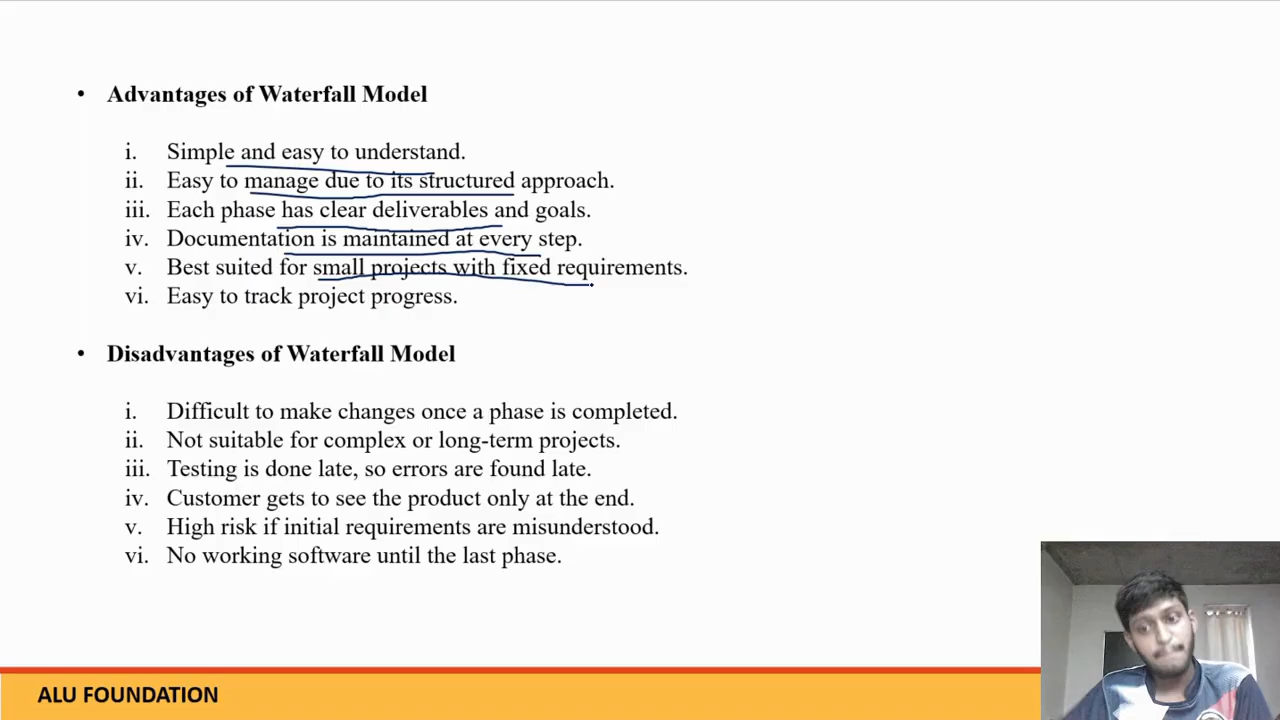 • Advantages of Waterfall Model
i. Simple and easy to understand.
ii. Easy to manage due to its structured approach.
iii. Each phase has clear deliverables and goals.
iv. Documentation is maintained at every step.
v. Best suited for small projects with fixed requirements.
vi. Easy to track project progress.
• Disadvantages of Waterfall Model
i. Difficult to make changes once a phase is completed.
ii. Not suitable for complex or long-term projects.
iii. Testing is done late, so errors are found late.
iv. Customer gets to see the product only at the end.
v. High risk if initial requirements are misunderstood.
vi. No working software until the last phase.
ALU FOUNDATION